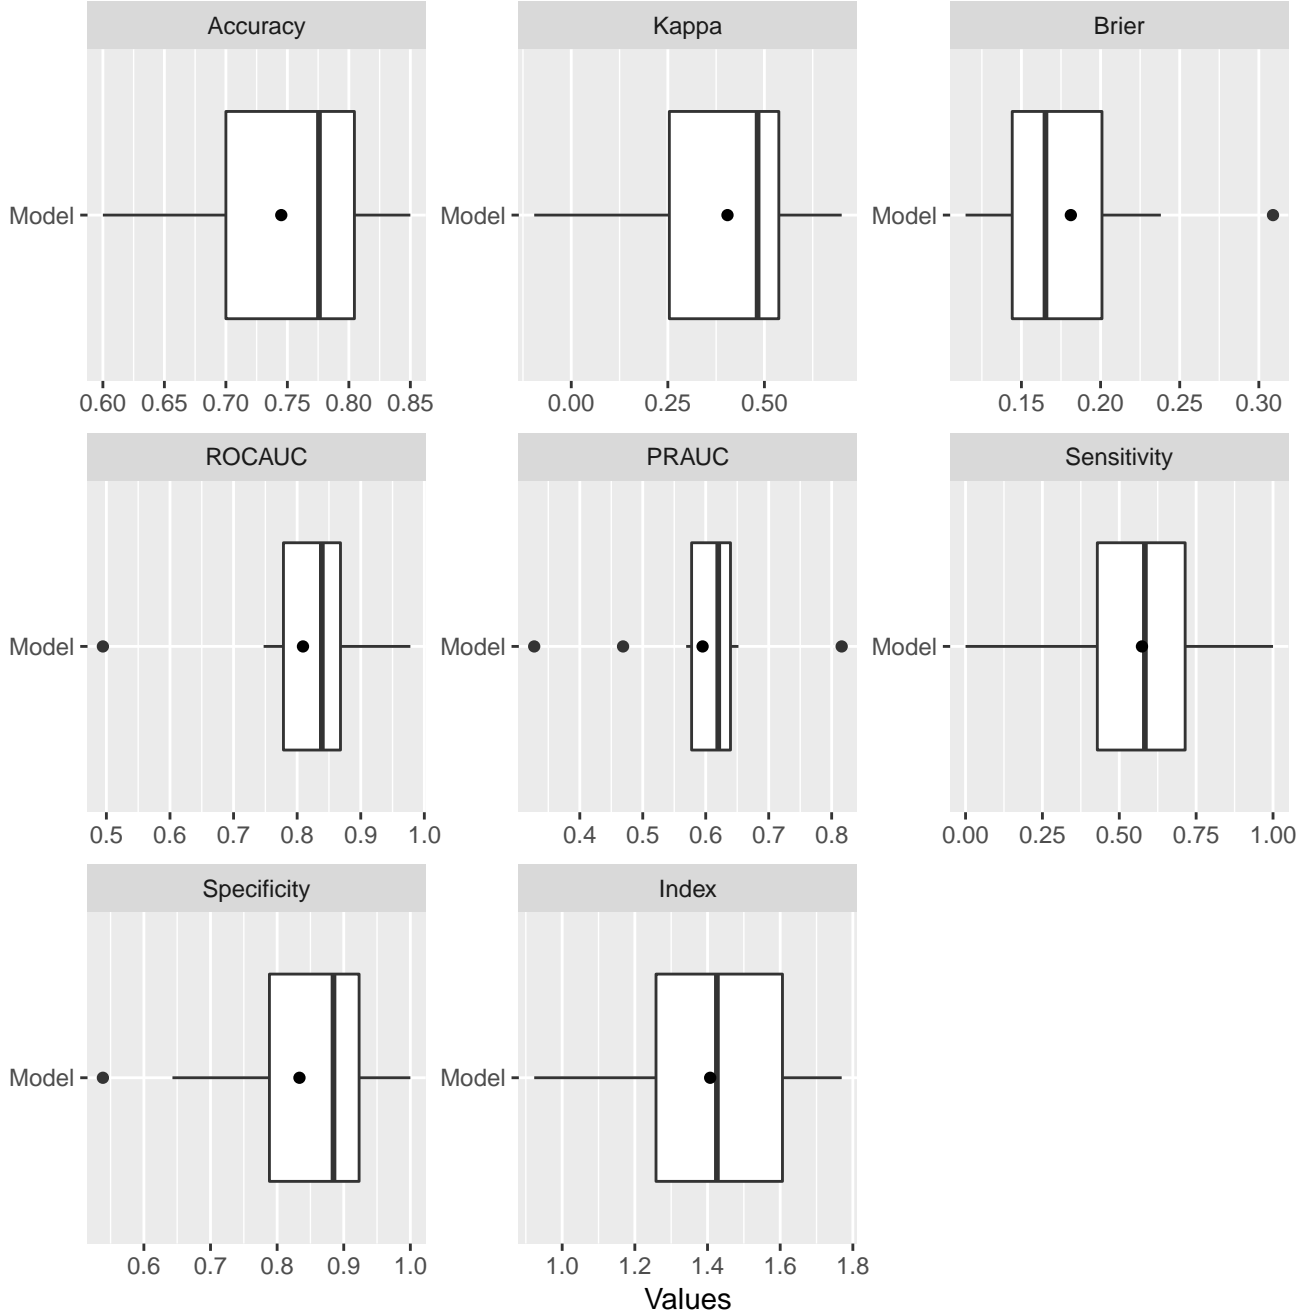 Accuracy Kappa Brier
Model Model Model
0.60 0.65 0.70 0.75 0.80 0.85 0.00 0.25 0.50 0.15 0.20 0.25 0.30
ROCAUC PRAUC Sensitivity
Model Model Model
0.5 0.6 0.7 0.8 0.9 1.0 0.4 0.5 0.6 0.7 0.8 0.00 0.25 0.50 0.75 1.00
Specificity Index
Model Model
0.6 0.7 0.8 0.9 1.0 1.0 1.2 1.4 1.6 1.8
Values